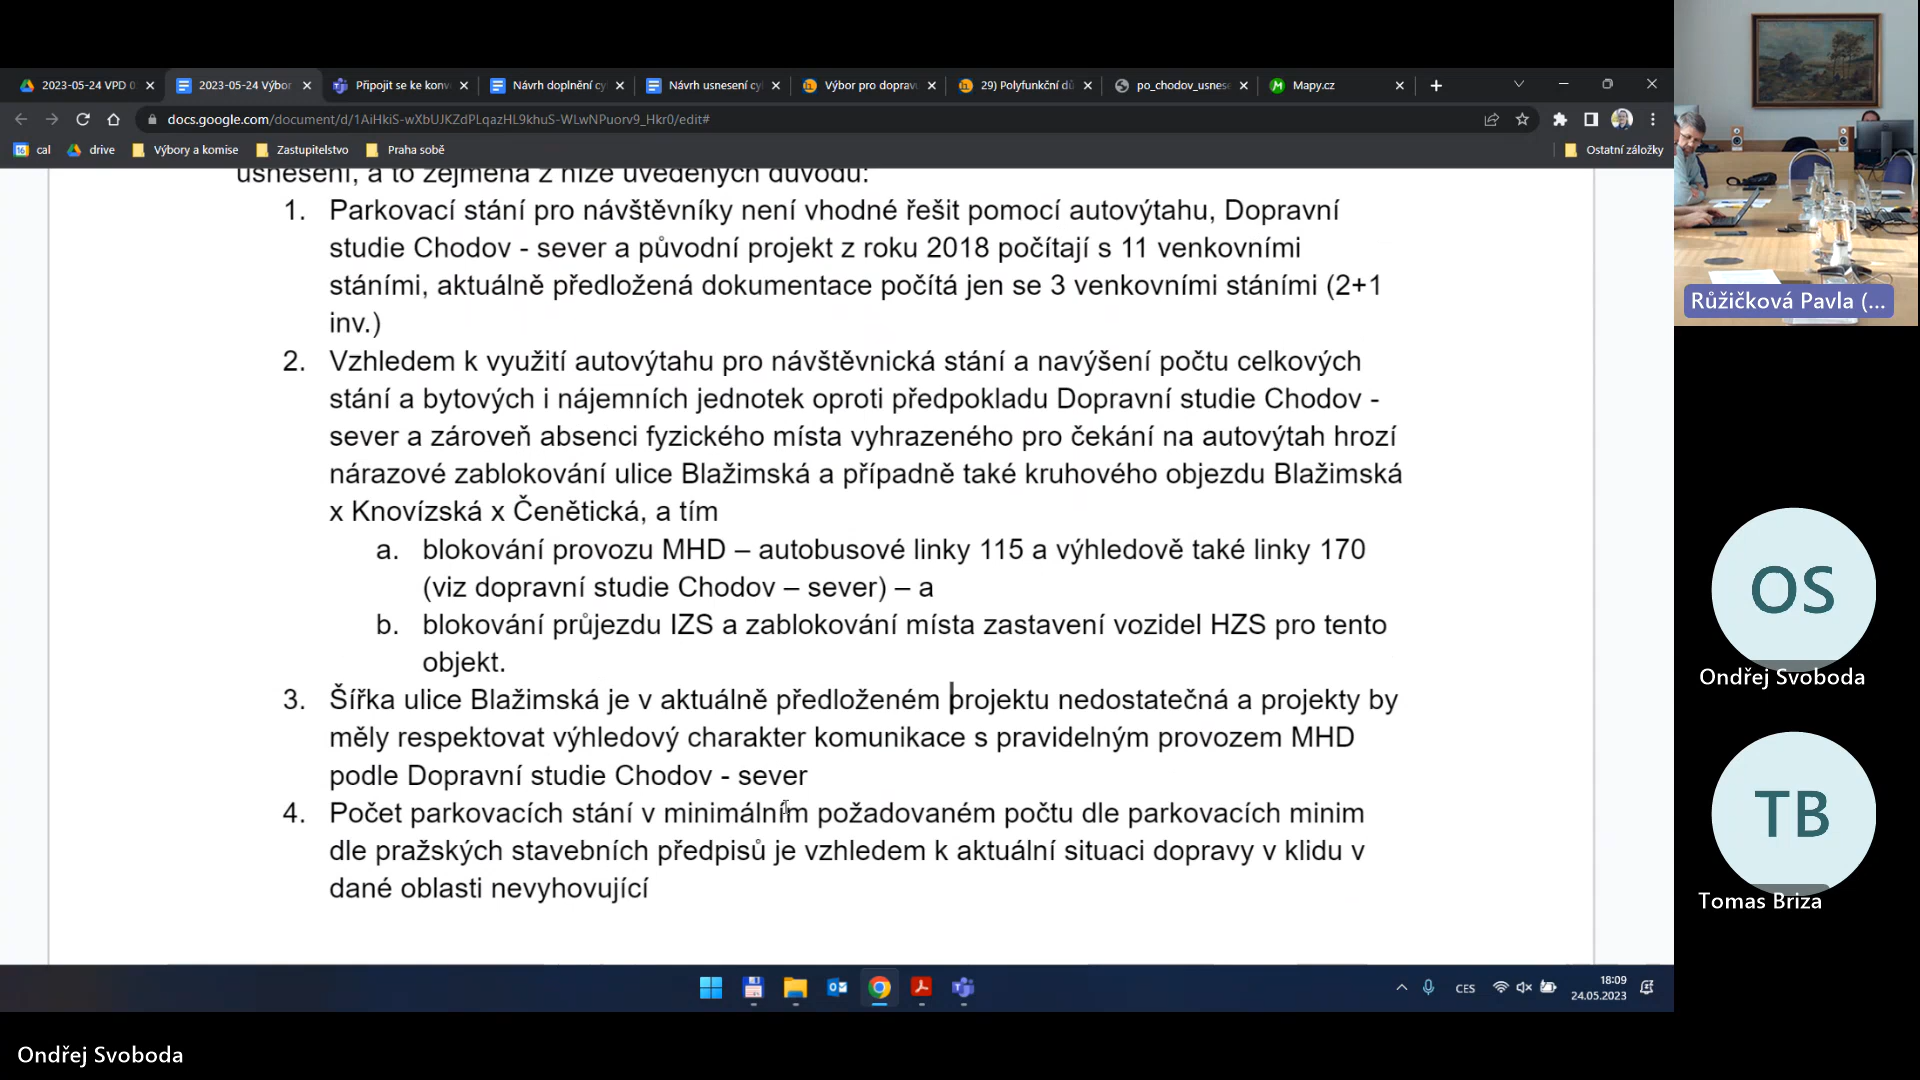 2023-05-24 VPD 0
2023-05-24 Výbor
Připojit se ke konv
Návrh doplnění cy
Návrh usnesení cy
Výbor pro doprav
29) Polyfunkční dů
po_chodov_usnes
Mapy.cz
docs.google.com/document/d/1AiHkiS-wXbUJKZdPLqazHL9khuS-WLwNPuorv9_Hkr0/edit#
cal
drive
Výbory a komise
Zastupitelstvo
Praha sobě
Ostatní záložky
usnesení, a to zejména z níže uvedených důvodů:
1. Parkovací stání pro návštěvníky není vhodné řešit pomocí autovýtahu, Dopravní
studie Chodov - sever a původní projekt z roku 2018 počítají s 11 venkovními
stáními, aktuálně předložená dokumentace počítá jen se 3 venkovními stáními (2+1
inv.)
2. Vzhledem k využití autovýtahu pro návštěvnická stání a navýšení počtu celkových
stání a bytových i nájemních jednotek oproti předpokladu Dopravní studie Chodov -
sever a zároveň absenci fyzického místa vyhrazeného pro čekání na autovýtah hrozí
nárazové zablokování ulice Blažimská a případně také kruhového objezdu Blažimská
x Knovízská x Čenětická, a tím
a. blokování provozu MHD – autobusové linky 115 a výhledově také linky 170
(viz dopravní studie Chodov – sever) – a
b. blokování průjezdu IZS a zablokování místa zastavení vozidel HZS pro tento
objekt.
3. Šířka ulice Blažimská je v aktuálně předloženém projektu nedostatečná a projekty by
měly respektovat výhledový charakter komunikace s pravidelným provozem MHD
podle Dopravní studie Chodov - sever
4. Počet parkovacích stání v minimálním požadovaném počtu dle parkovacích minim
dle pražských stavebních předpisů je vzhledem k aktuální situaci dopravy v klidu v
dané oblasti nevyhovující
CES
18:09
24.05.2023
Růžičková Pavla (...
OS
Ondřej Svoboda
TB
Tomas Briza
Ondřej Svoboda